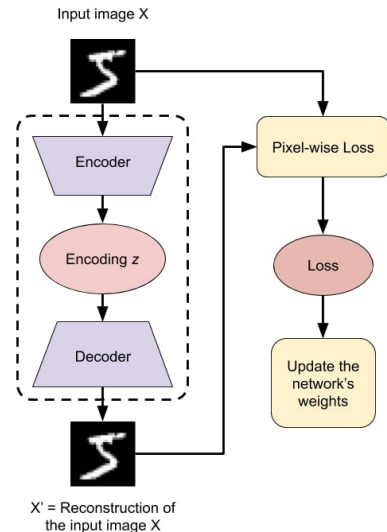 Input image X
Encoder
Pixel-wise Loss
Encoding z
Loss
Decoder
Update the
network's
weights
X' = Reconstruction of
the input image X